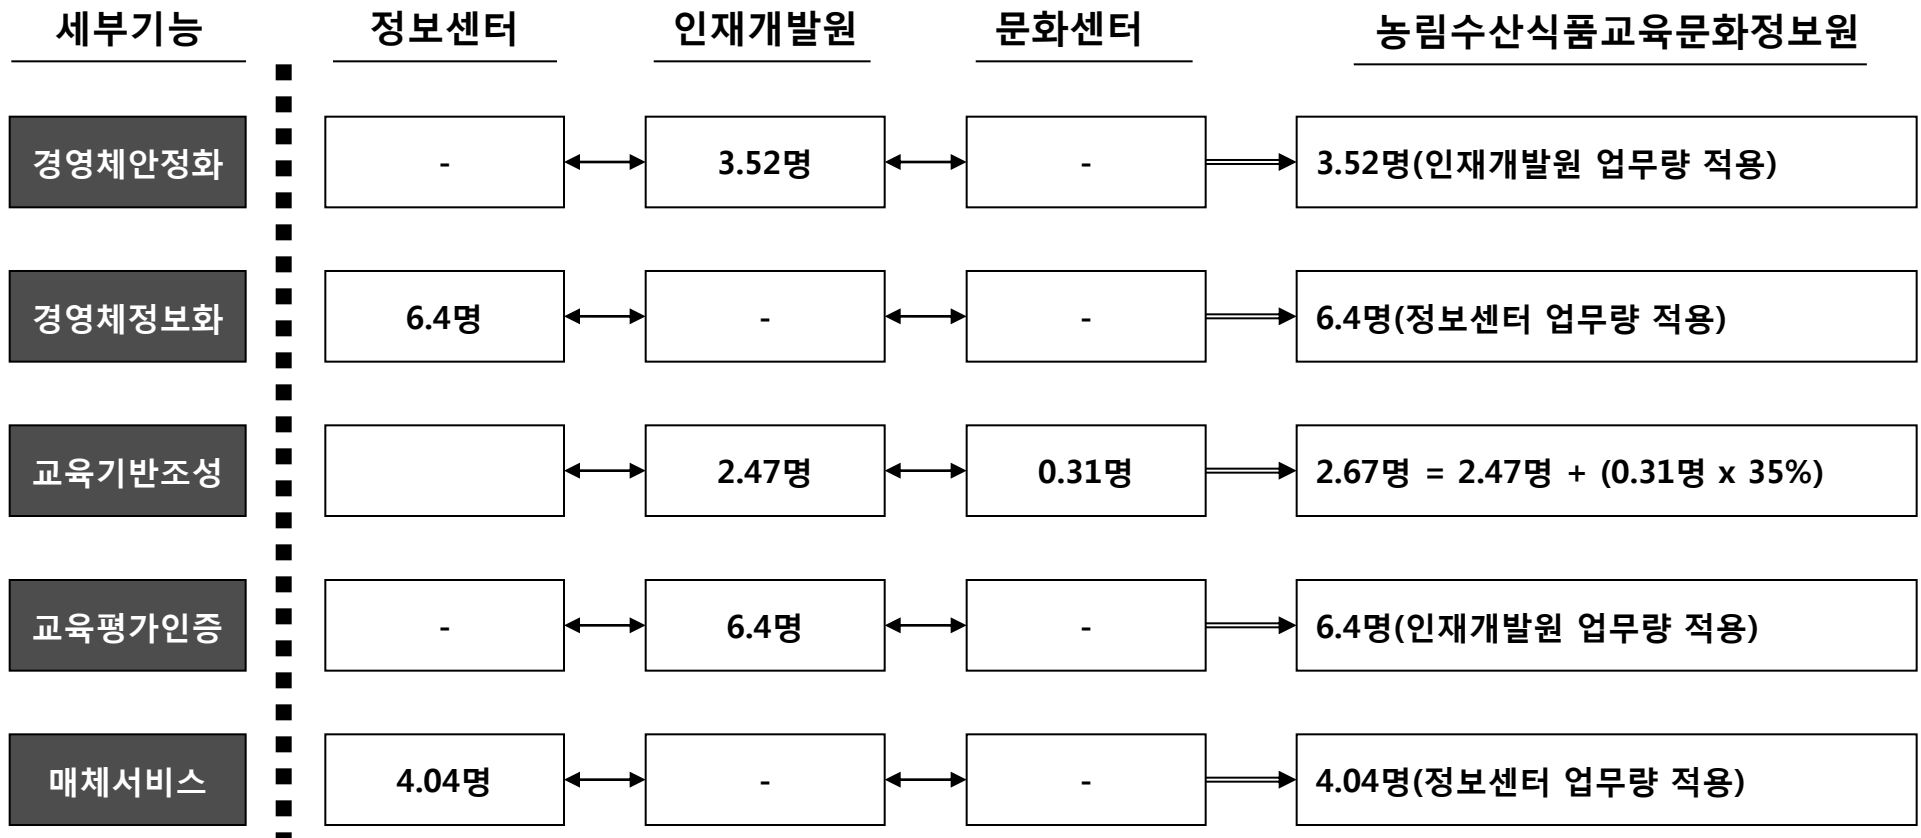 세부기능 정보센터 인재개발원 문화센터 농림수산식품교육문화정보원
경영체안정화 - 3.52명 - 3.52명(인재개발원 업무량 적용)
경영체정보화 6.4명 - - 6.4명(정보센터 업무량 적용)
교육기반조성 2.47명 0.31명 2.67명 = 2.47명 + (0.31명 x 35%)
교육평가인증 - 6.4명 - 6.4명(인재개발원 업무량 적용)
매체서비스 4.04명 - - 4.04명(정보센터 업무량 적용)